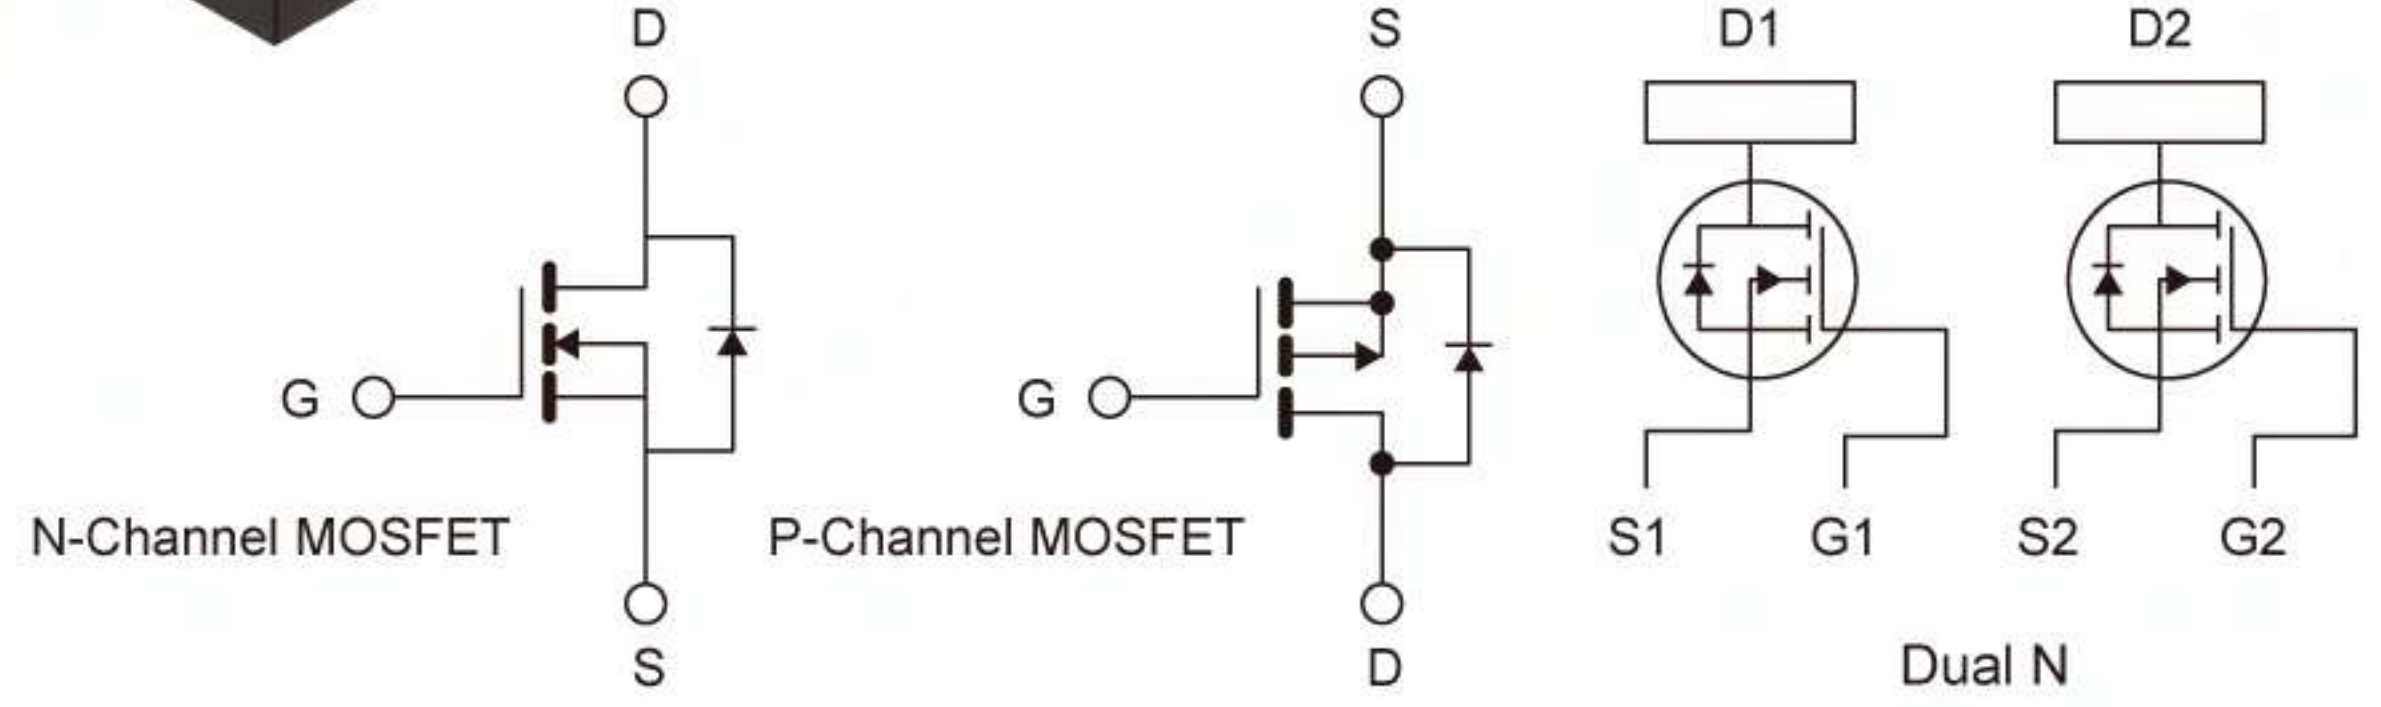 D
S
D1
D2
G
G
N-Channel MOSFET
P-Channel MOSFET
S1
G1
S2
G2
S
D
Dual N